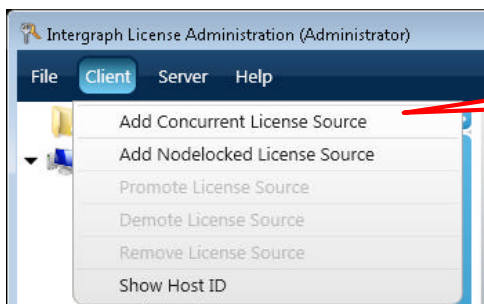 Intergraph License Administration (Administrator)
File Client Server Help
Add Concurrent License Source
Add Nodelocked License Source
Promote License Source
Demote License Source
Remove License Source
Show Host ID